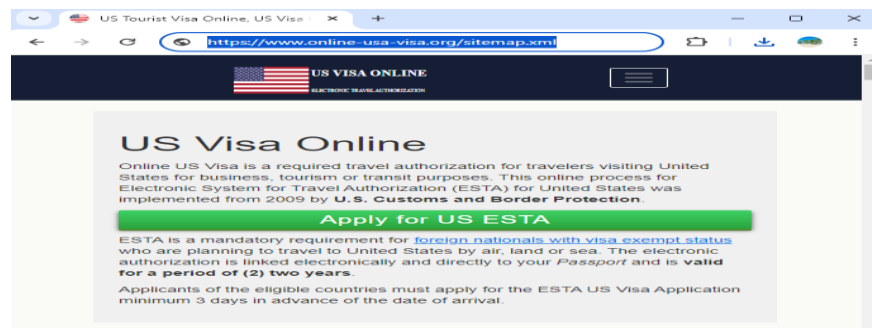 US Tourist Visa Online, US Visa
https://www.online-usa-visa.org/sitemap.xml
US VISA ONLINE
ELECTRONIC TRAVEL AUTHORIZATION
US Visa Online
Online US Visa is a required travel authorization for travelers visiting United
States for business, tourism or transit purposes. This online process for
Electronic System for Travel Authorization (ESTA) for United States was
implemented from 2009 by U.S. Customs and Border Protection.
Apply for US ESTA
ESTA is a mandatory requirement for foreign nationals with visa exempt status
who are planning to travel to United States by air, land or sea. The electronic
authorization is linked electronically and directly to your Passport and is valid
for a period of (2) two years.
Applicants of the eligible countries must apply for the ESTA US Visa Application
minimum 3 days in advance of the date of arrival.